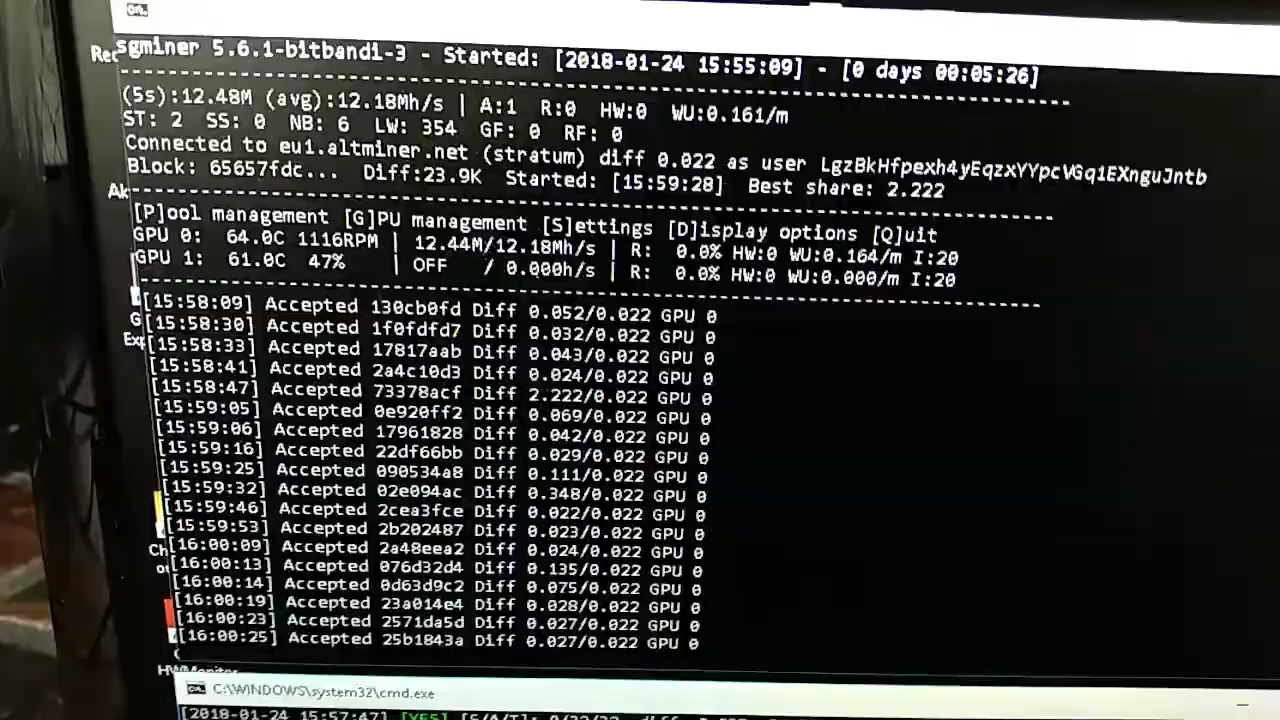 sgminer 5.6.1-bitbandi-3 - Started: [2018-01-24 15:55:09] - [0 days 00:05:26]
(5s):12.48M (avg):12.18Mh/s | A:1 R:0 HW:0 WU:0.161/m
ST: 2 SS: 0 NB: 6 LW: 354 GF: 0 RF: 0
Connected to eu1.altminer.net (stratum) diff 0.022 as user LgzBkHfpexh4yEqzxYYpcVGq1EXnguJntb
Block: 65657fdc... Diff:23.9K Started: [15:59:28] Best share: 2.222
[P]ool management [G]PU management [S]ettings [D]isplay options [Q]uit
GPU 0: 64.0C 1116RPM | 12.44M/12.18Mh/s | R: 0.0% HW:0 WU:0.164/m I:20
GPU 1: 61.0C 47% | OFF / 0.000h/s | R: 0.0% HW:0 WU:0.000/m I:20
[15:58:09] Accepted 130cb0fd Diff 0.052/0.022 GPU 0
[15:58:30] Accepted 1f0fdfd7 Diff 0.032/0.022 GPU 0
[15:58:33] Accepted 17817aab Diff 0.043/0.022 GPU 0
[15:58:41] Accepted 2a4c10d3 Diff 0.024/0.022 GPU 0
[15:58:47] Accepted 73378acf Diff 2.222/0.022 GPU 0
[15:59:05] Accepted 0e920ff2 Diff 0.069/0.022 GPU 0
[15:59:06] Accepted 17961828 Diff 0.042/0.022 GPU 0
[15:59:16] Accepted 22df66bb Diff 0.029/0.022 GPU 0
[15:59:25] Accepted 090534a8 Diff 0.111/0.022 GPU 0
[15:59:32] Accepted 02e094ac Diff 0.348/0.022 GPU 0
[15:59:46] Accepted 2cea3fce Diff 0.022/0.022 GPU 0
[15:59:53] Accepted 2b202487 Diff 0.023/0.022 GPU 0
[16:00:09] Accepted 2a48eea2 Diff 0.024/0.022 GPU 0
[16:00:13] Accepted 076d32d4 Diff 0.135/0.022 GPU 0
[16:00:14] Accepted 0d63d9c2 Diff 0.075/0.022 GPU 0
[16:00:19] Accepted 23a014e4 Diff 0.028/0.022 GPU 0
[16:00:23] Accepted 2571da5d Diff 0.027/0.022 GPU 0
[16:00:25] Accepted 25b1843a Diff 0.027/0.022 GPU 0
HWMonitor
C:\WINDOWS\system32\cmd.exe
[2018-01-24 15:57:47] [YES]